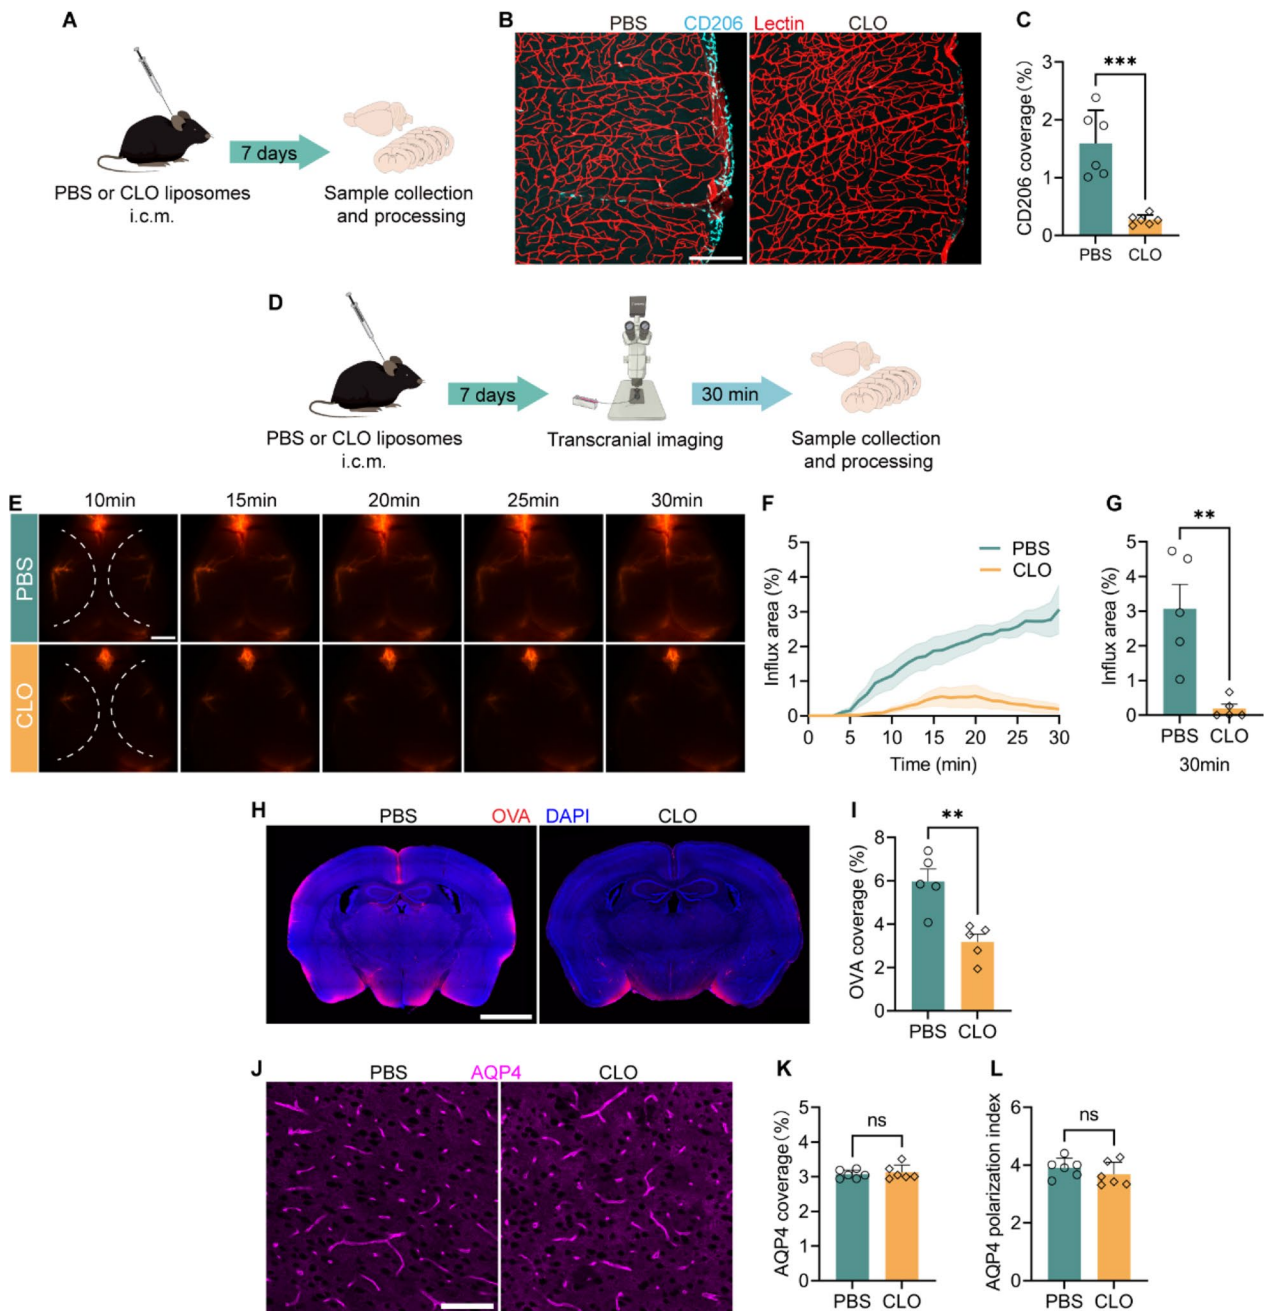 A
PBS or CLO liposomes
i.c.m.
7 days
Sample collection
and processing
B
PBS CD206 Lectin CLO
C
CD206 coverage (%)
3
2
1
0
***
PBS CLO
D
PBS or CLO liposomes
i.c.m.
7 days
Transcranial imaging
30 min
Sample collection
and processing
E
10min 15min 20min 25min 30min
PBS
CLO
F
Influx area (%)
5
4
3
2
1
0
PBS
CLO
0 5 10 15 20 25 30
Time (min)
G
Influx area (%)
5
4
3
2
1
0
**
PBS CLO
30min
H
PBS OVA DAPI CLO
I
OVA coverage (%)
8
6
4
2
0
**
PBS CLO
J
PBS AQP4 CLO
K
AQP4 coverage (%)
5
4
3
2
1
0
ns
PBS CLO
L
AQP4 polarization index
6
4
2
0
ns
PBS CLO